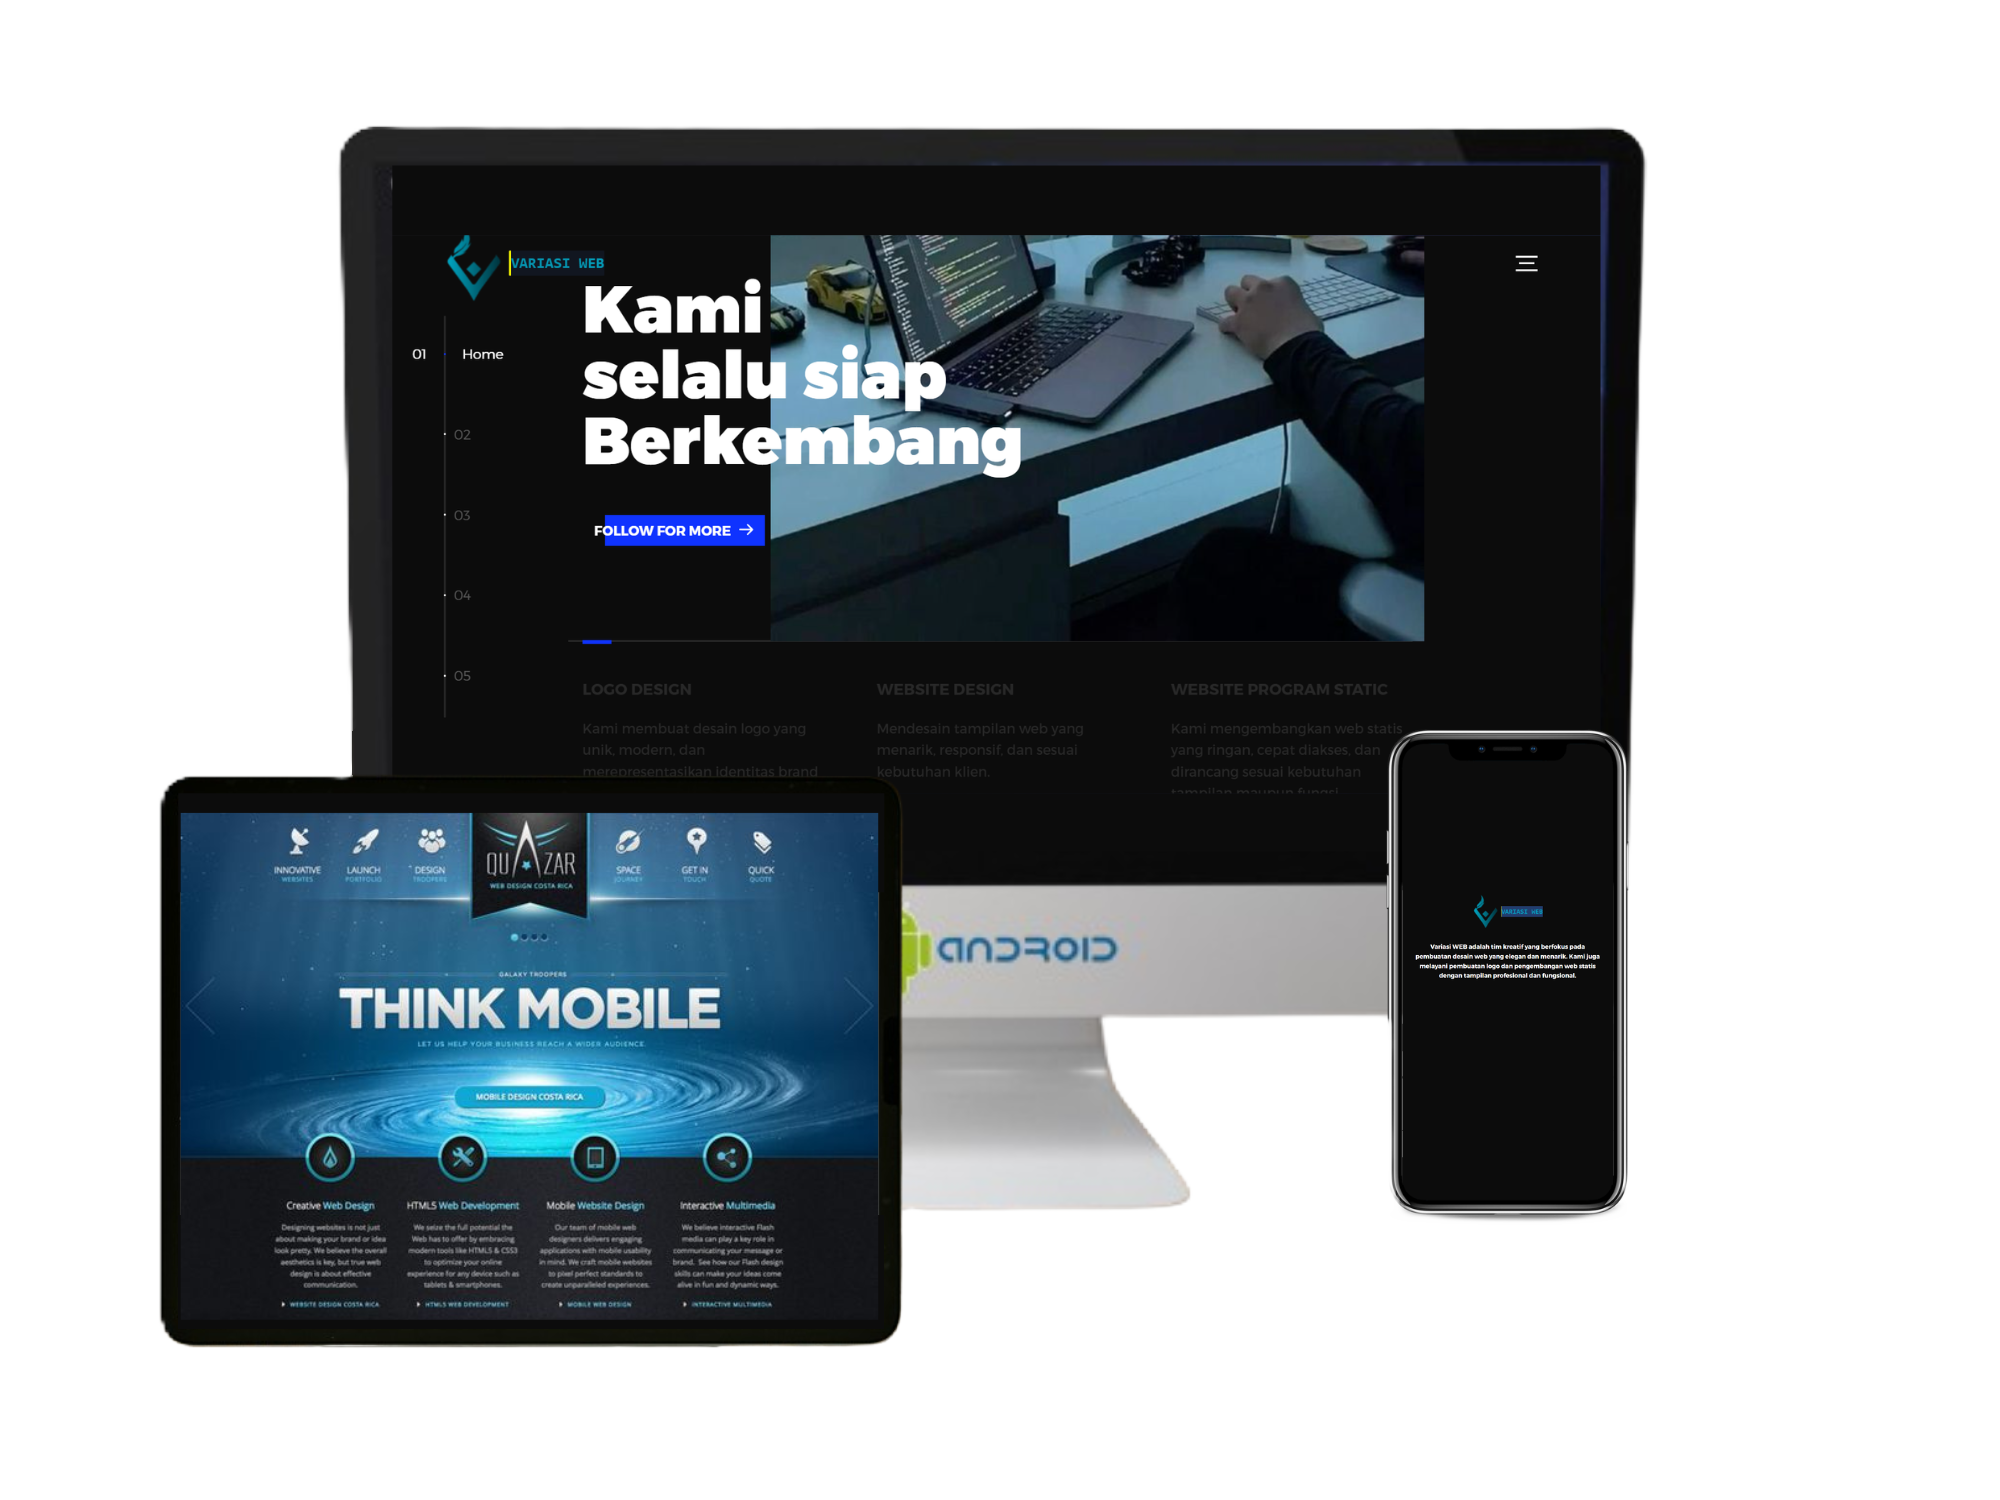 VARIASI WEB
Kami
selalu siap
Berkembang
01 Home
02
03
04
05
FOLLOW FOR MORE
LOGO DESIGN
Kami membuat desain logo yang
unik, modern, dan
merepresentasikan identitas brand
WEBSITE DESIGN
Mendesain tampilan web yang
menarik, responsif, dan sesuai
kebutuhan klien.
WEBSITE PROGRAM STATIC
Kami mengembangkan web statis
yang ringan, cepat diakses, dan
dirancang sesuai kebutuhan
tampilan maupun fungsi.
ANDROID
INNOVATIVE
WEBSITES
LAUNCH
PORTFOLIO
DESIGN
TROOPERS
QUAZAR
WEB DESIGN COSTA RICA
SPACE
JOURNEY
GET IN
TOUCH
QUICK
QUOTE
GALAXY TROOPERS
THINK MOBILE
LET US HELP YOUR BUSINESS REACH A WIDER AUDIENCE.
MOBILE DESIGN COSTA RICA
Creative Web Design
Designing websites is not just
about making your brand or idea
look pretty. We believe the overall
aesthetics is key, but true web
design is about effective
communication.
WEBSITE DESIGN COSTA RICA
HTML5 Web Development
We seize the full potential the
Web has to offer by embracing
modern tools like HTML5 & CSS3
to optimize your online
experience for any device such as
tablets & smartphones.
HTML5 WEB DEVELOPMENT
Mobile Website Design
Our team of mobile web
designers delivers engaging
applications with mobile usability
in mind. We craft mobile websites
to pixel perfect standards to
create unparalleled experiences.
MOBILE WEB DESIGN
Interactive Multimedia
We believe interactive Flash
media can play a key role in
communicating your message or
brand. See how our Flash design
skills can make your ideas come
alive in fun and dynamic ways.
INTERACTIVE MULTIMEDIA
VARIASI WEB
Variasi WEB adalah tim kreatif yang berfokus pada
pembuatan desain web yang elegan dan menarik. Kami juga
melayani pembuatan logo dan pengembangan web statis
dengan tampilan profesional dan fungsional.